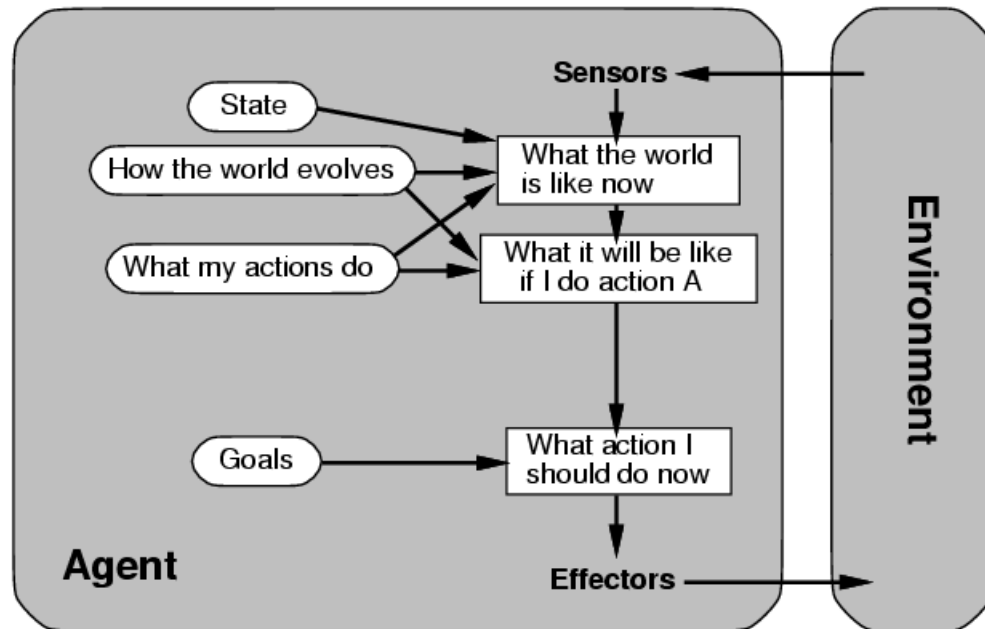 Sensors
State
What the world
is like now
How the world evolves
What my actions do
What it will be like
if I do action A
Environment
Goals
What action I
should do now
Agent
Effectors